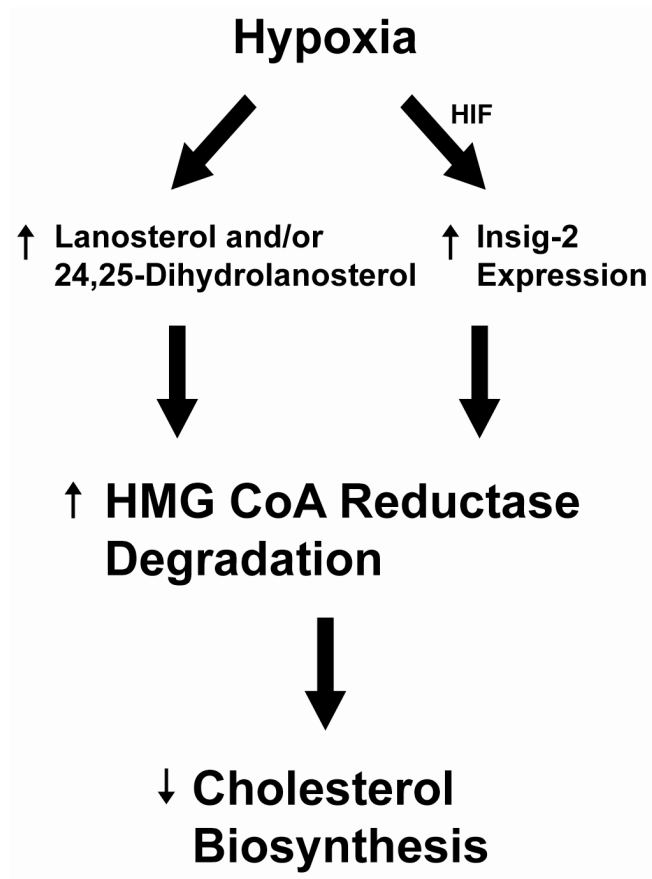 Hypoxia
HIF
↑ Lanosterol and/or
24,25-Dihydrolanosterol
↑ Insig-2
Expression
↑ HMG CoA Reductase
Degradation
↓ Cholesterol
Biosynthesis